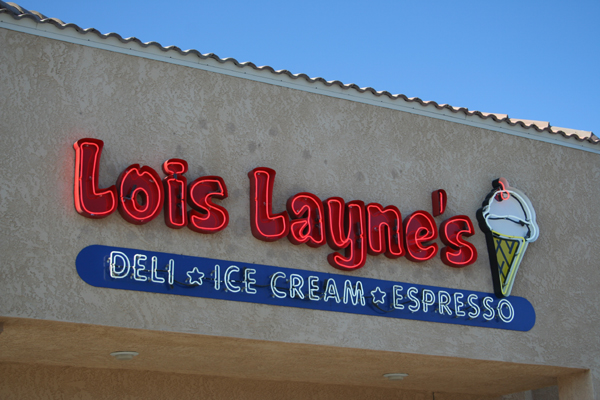 Lois Layne's
DELI ★ ICE CREAM ★ ESPRESSO